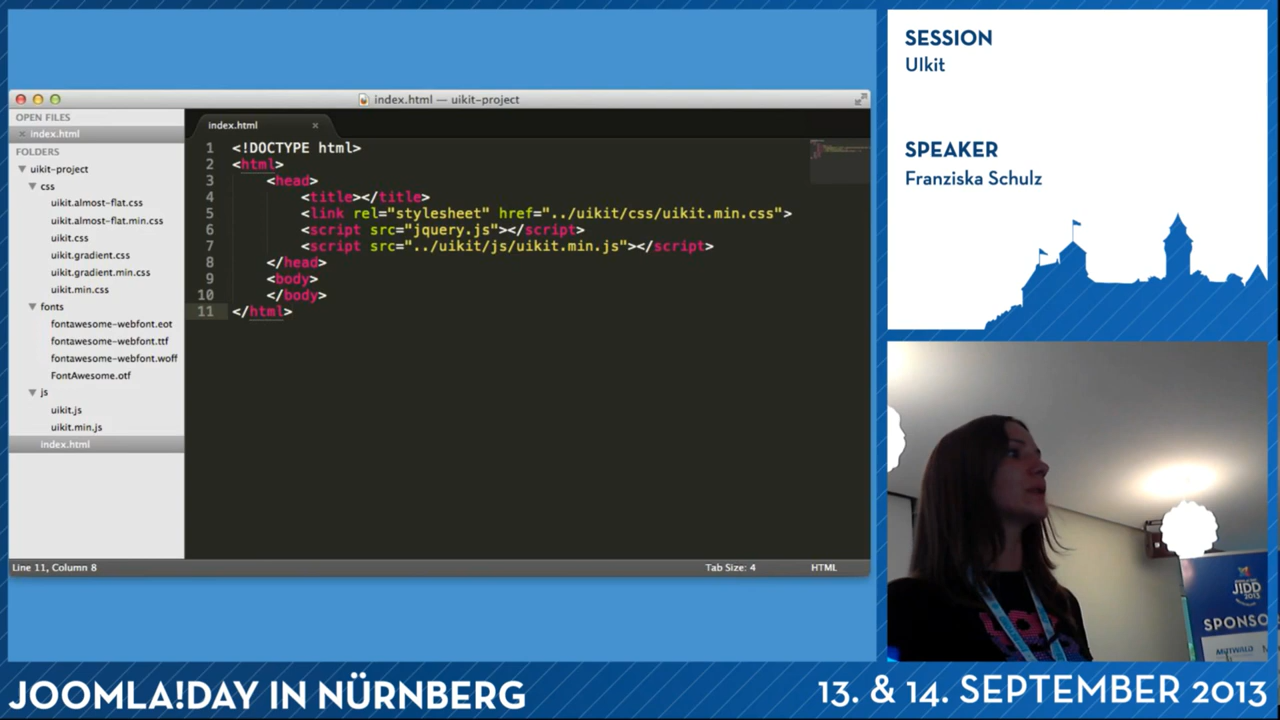 index.html — uikit-project
OPEN FILES
index.html
FOLDERS
uikit-project
css
uikit.almost-flat.css
uikit.almost-flat.min.css
uikit.css
uikit.gradient.css
uikit.gradient.min.css
uikit.min.css
fonts
fontawesome-webfont.eot
fontawesome-webfont.ttf
fontawesome-webfont.woff
FontAwesome.otf
js
uikit.js
uikit.min.js
index.html
index.html
1 <!DOCTYPE html>
2 <html>
3 <head>
4 <title></title>
5 <link rel="stylesheet" href="../uikit/css/uikit.min.css">
6 <script src="jquery.js"></script>
7 <script src="../uikit/js/uikit.min.js"></script>
8 </head>
9 <body>
10 </body>
11 </html>
Line 11, Column 8
Tab Size: 4
HTML
SESSION
UIkit
SPEAKER
Franziska Schulz
J!DD
2013
SPONSO
MITTWALD
JOOMLA!DAY IN NÜRNBERG
13. & 14. SEPTEMBER 2013